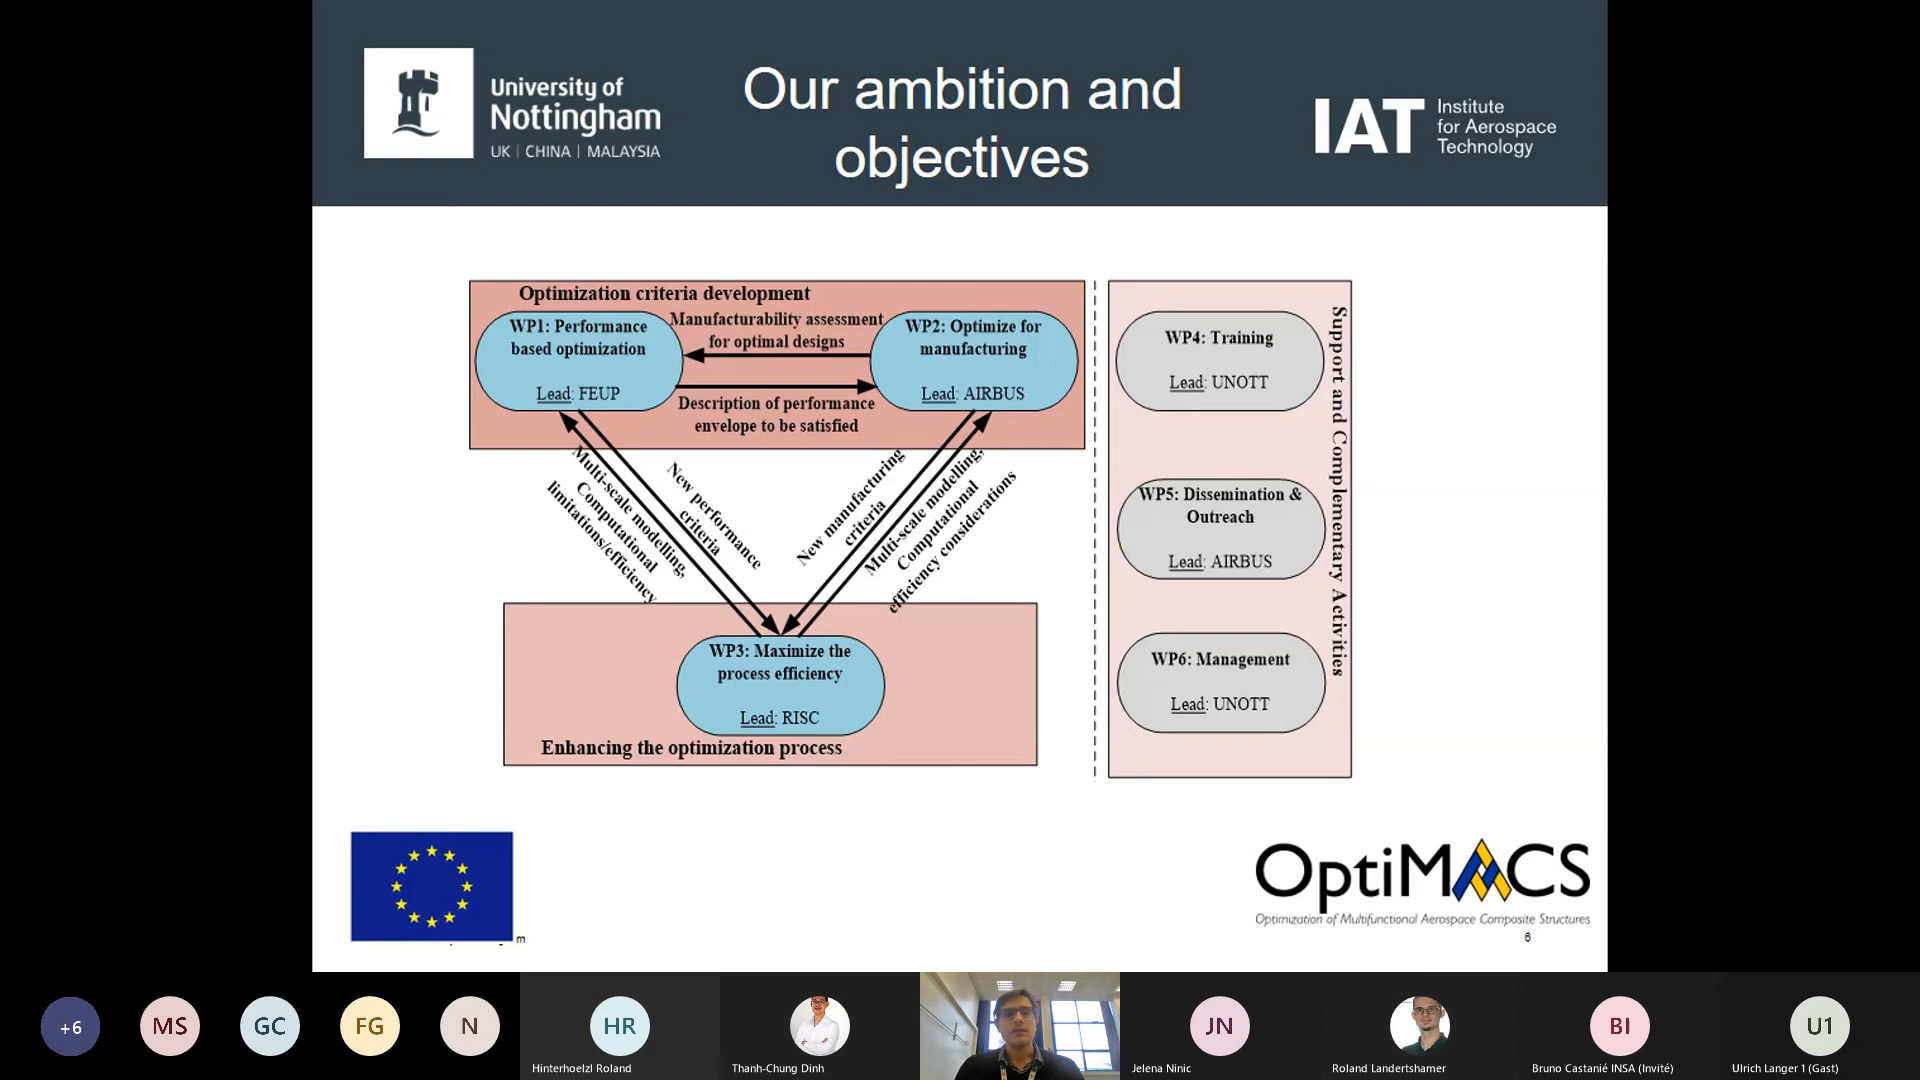 University of
Nottingham
UK | CHINA | MALAYSIA
Our ambition and
objectives
IAT
Institute
for Aerospace
Technology
Optimization criteria development
WP1: Performance
based optimization
Lead: FEUP
Manufacturability assessment
for optimal designs
Description of performance
envelope to be satisfied
WP2: Optimize for
manufacturing
Lead: AIRBUS
Multi-scale modelling,
Computational
limitations/efficiency
New performance
criteria
New manufacturing
criteria
Multi-scale modelling,
Computational
efficiency considerations
WP3: Maximize the
process efficiency
Lead: RISC
Enhancing the optimization process
WP4: Training
Lead: UNOTT
WP5: Dissemination &
Outreach
Lead: AIRBUS
WP6: Management
Lead: UNOTT
Support and Complementary Activities
OptiMACS
Optimization of Multifunctional Aerospace Composite Structures
m
6
+6
MS
GC
FG
N
HR
Hinterhoelzl Roland
Thanh-Chung Dinh
JN
Jelena Ninic
Roland Landertshamer
BI
Bruno Castanié INSA (Invité)
U1
Ulrich Langer 1 (Gast)